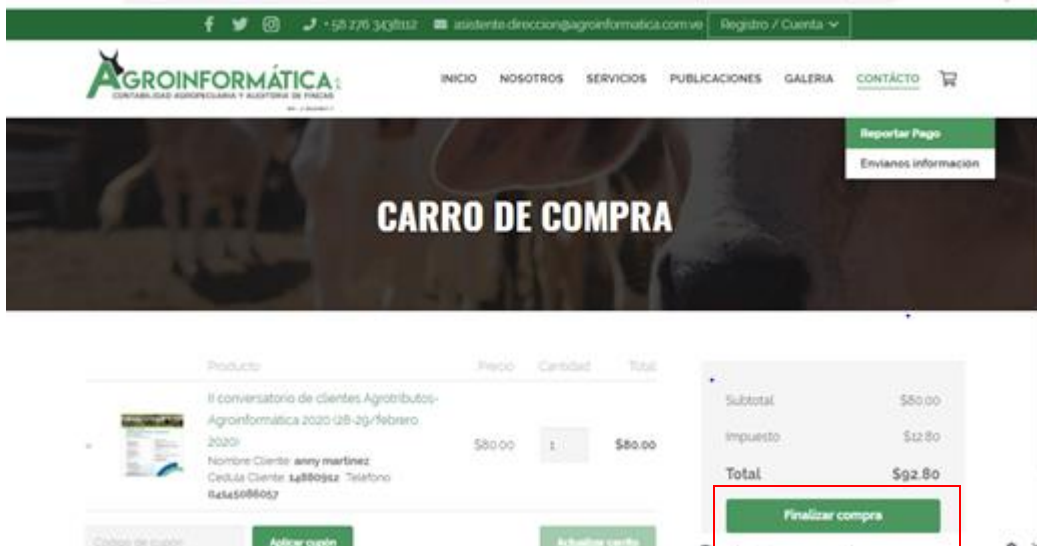 +58 276 3438112 asistente.direccion@agroinformatica.com.ve Registro / Cuenta
AGROINFORMÁTICA
CONTABILIDAD AGROPECUARIA Y AUDITORIA DE FINCAS
INICIO NOSOTROS SERVICIOS PUBLICACIONES GALERIA CONTÁCTO
Reportar Pago
Envianos información
CARRO DE COMPRA
Producto Precio Cantidad Total
II conversatorio de clientes Agrotributos-
Agroinformática 2020 (28-29/febrero
2020)
$80.00 1 $80.00
Nombre Cliente: anny martinez
Cedula Cliente: 14880912 Teléfono:
04145086057
Código de cupón Aplicar cupón Actualizar carrito
Subtotal $80.00
Impuesto $12.80
Total $92.80
Finalizar compra